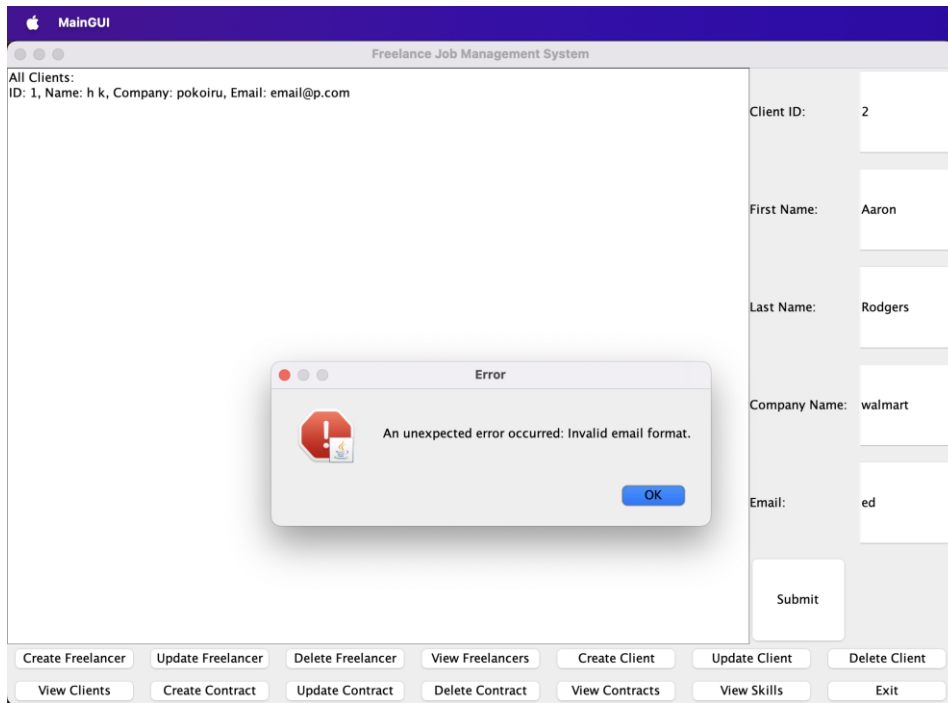 MainGUI
Freelance Job Management System
All Clients:
ID: 1, Name: h k, Company: pokoiru, Email: email@p.com
Client ID: 2
First Name: Aaron
Last Name: Rodgers
Company Name: walmart
Email: ed
Submit
Error
An unexpected error occurred: Invalid email format.
OK
Create Freelancer Update Freelancer Delete Freelancer View Freelancers Create Client Update Client Delete Client
View Clients Create Contract Update Contract Delete Contract View Contracts View Skills Exit